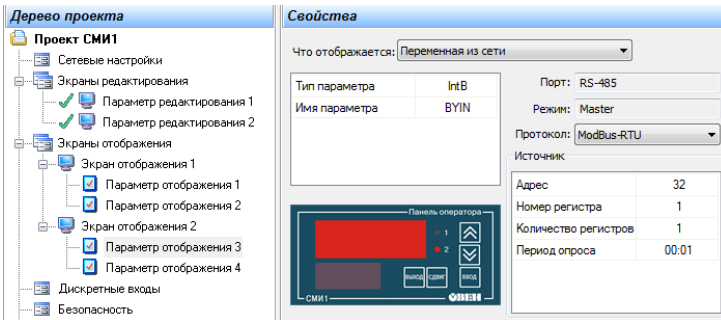 Дерево проекта
Проект СМИ1
Сетевые настройки
Экраны редактирования
Параметр редактирования 1
Параметр редактирования 2
Экраны отображения
Экран отображения 1
Параметр отображения 1
Параметр отображения 2
Экран отображения 2
Параметр отображения 3
Параметр отображения 4
Дискретные входы
Безопасность
Свойства
Что отображается: Переменная из сети
Тип параметра IntB
Имя параметра BYIN
Порт: RS-485
Режим: Master
Протокол: ModBus-RTU
Источник
Адрес 32
Номер регистра 1
Количество регистров 1
Период опроса 00:01
Панель оператора
1
2
ВЫХОД СДВИГ ВВОД
СМИ1 ОВЕН